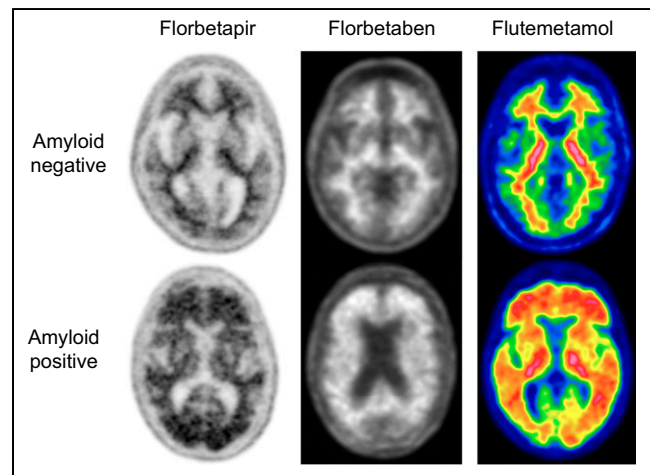 Florbetapir Florbetaben Flutemetamol
Amyloid
negative
Amyloid
positive